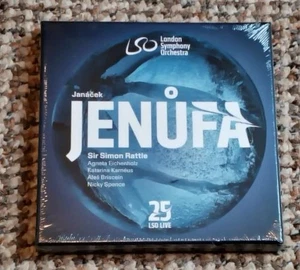 LSO
London
Symphony
Orchestra
Janáček
JENŮFA
Sir Simon Rattle
Agneta Eichenholz
Katarina Karnéus
Aleš Briscein
Nicky Spence
25
LSO LIVE